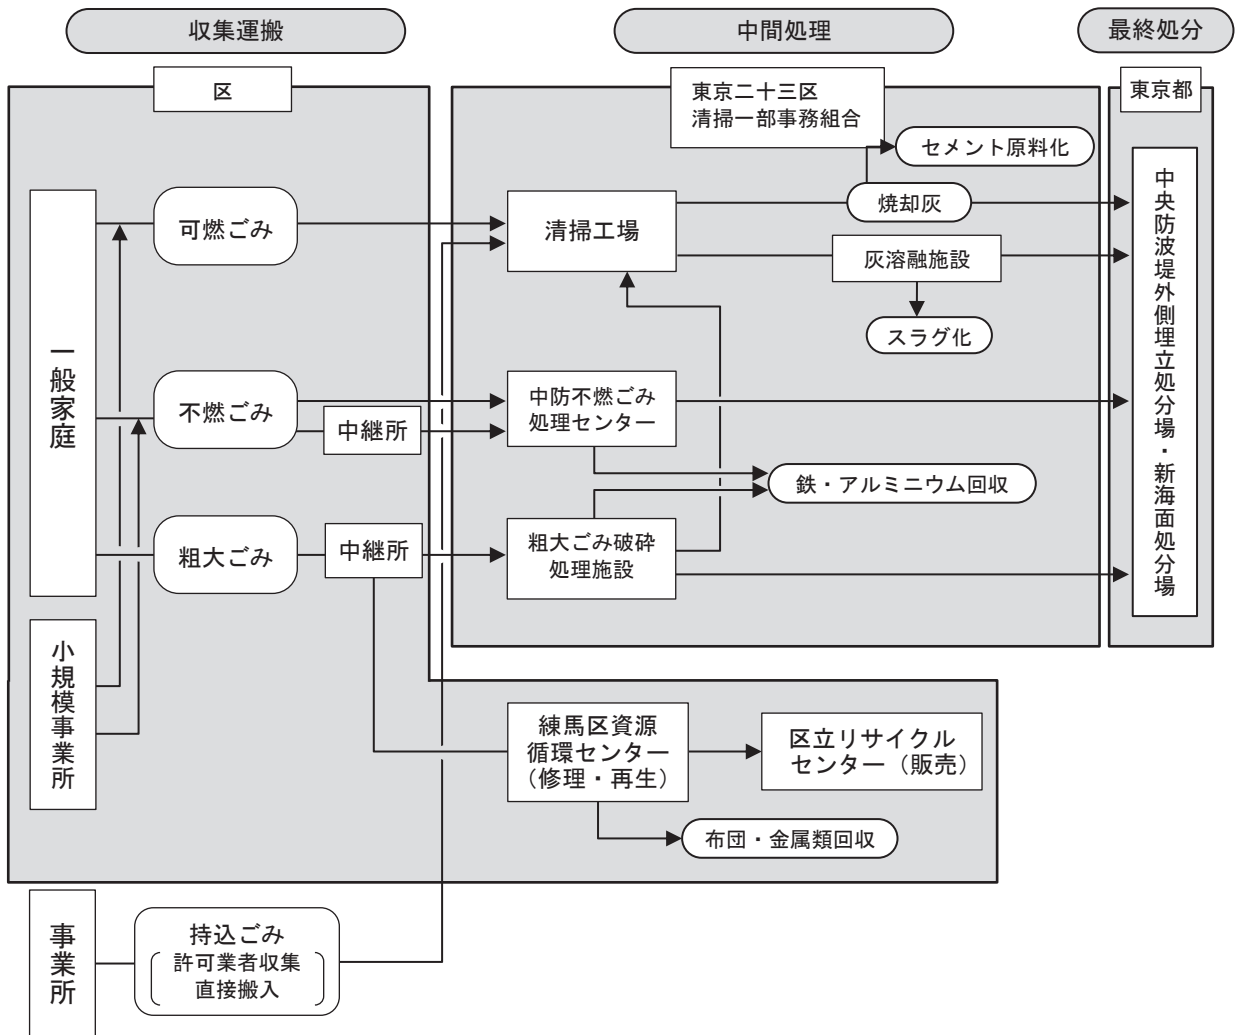 収集運搬
中間処理
最終処分
区
東京二十三区
清掃一部事務組合
東京都
セメント原料化
一般家庭
可燃ごみ
清掃工場
焼却灰
中央防波堤外側埋立処分場・新海面処分場
灰溶融施設
スラグ化
不燃ごみ
中継所
中防不燃ごみ
処理センター
鉄・アルミニウム回収
粗大ごみ
中継所
粗大ごみ破砕
処理施設
小規模事業所
練馬区資源
循環センター
（修理・再生）
区立リサイクル
センター（販売）
布団・金属類回収
事業所
持込ごみ
許可業者収集
直接搬入